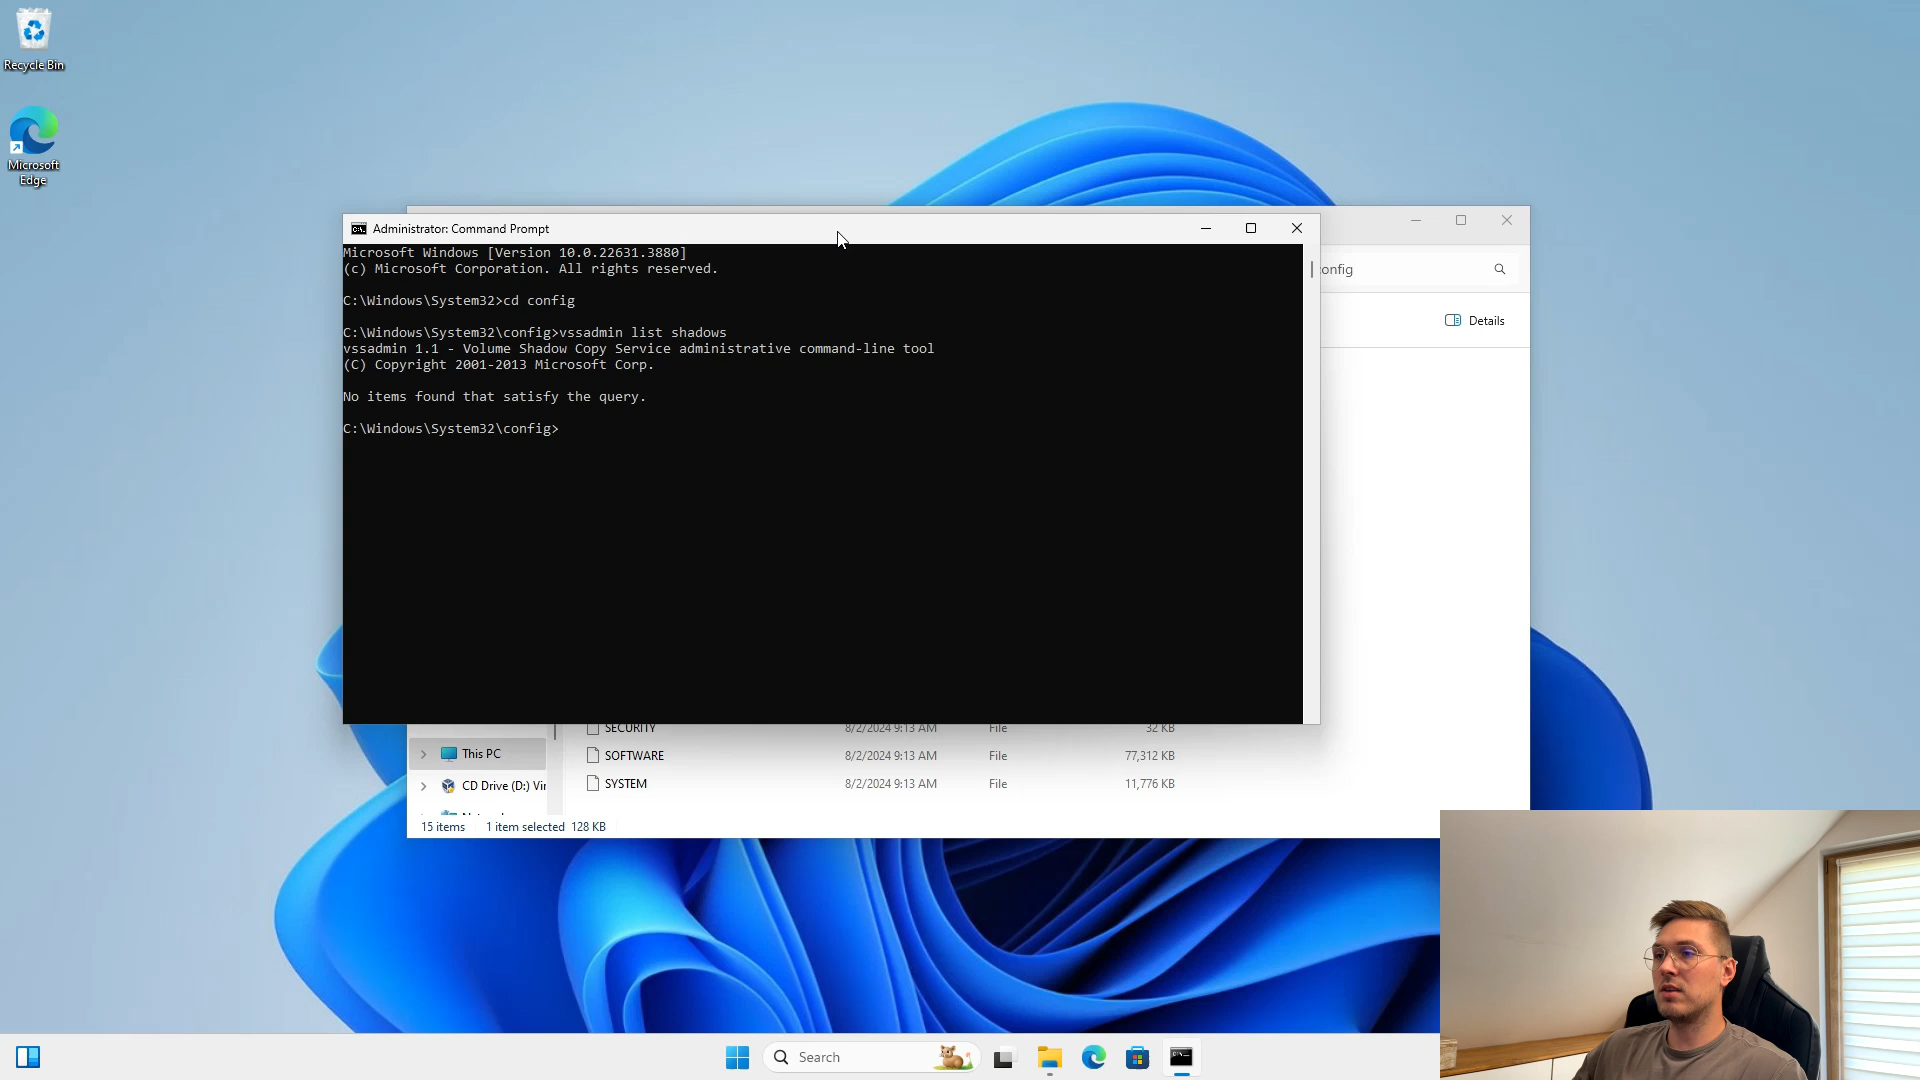 Recycle Bin
Microsoft
Edge
Administrator: Command Prompt
Microsoft Windows [Version 10.0.22631.3880]
(c) Microsoft Corporation. All rights reserved.
C:\Windows\System32>cd config
C:\Windows\System32\config>vssadmin list shadows
vssadmin 1.1 - Volume Shadow Copy Service administrative command-line tool
(C) Copyright 2001-2013 Microsoft Corp.
No items found that satisfy the query.
C:\Windows\System32\config>
config
Details
SECURITY 8/2/2024 9:13 AM File 32 KB
This PC
SOFTWARE 8/2/2024 9:13 AM File 77,312 KB
CD Drive (D:) Vir
SYSTEM 8/2/2024 9:13 AM File 11,776 KB
15 items 1 item selected 128 KB
Search